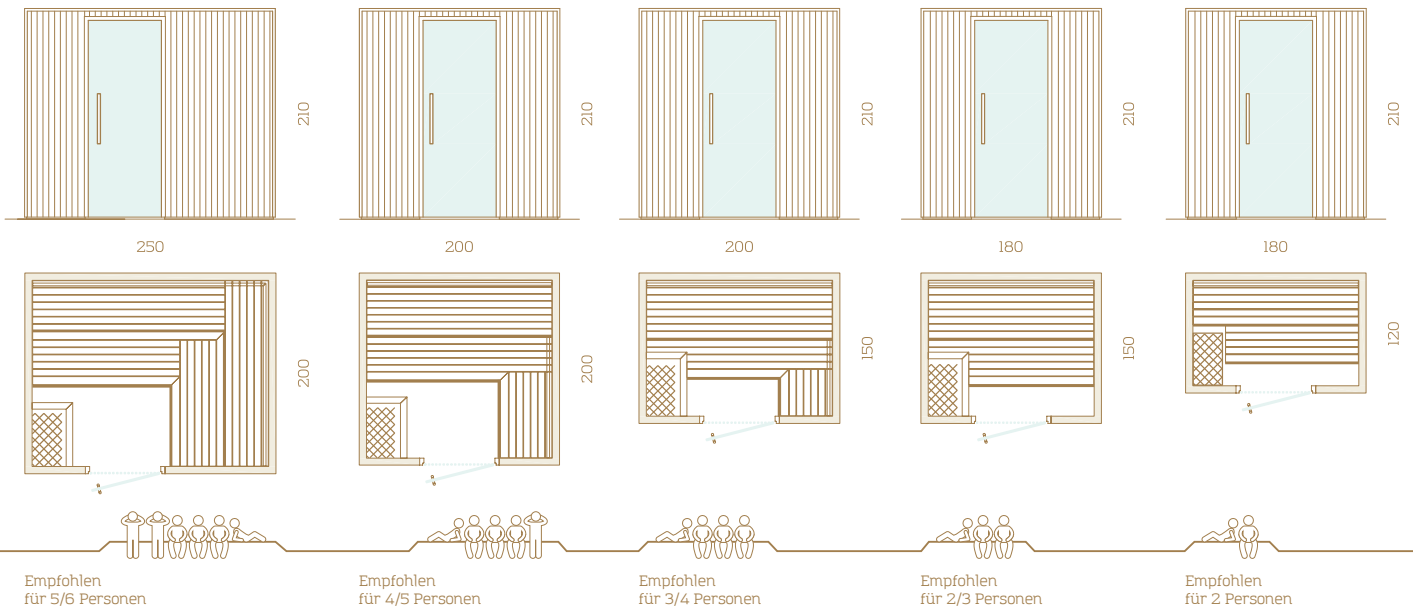 210
210
210
210
210
250
200
200
180
180
200
200
150
150
120
Empfohlen
für 5/6 Personen
Empfohlen
für 4/5 Personen
Empfohlen
für 3/4 Personen
Empfohlen
für 2/3 Personen
Empfohlen
für 2 Personen